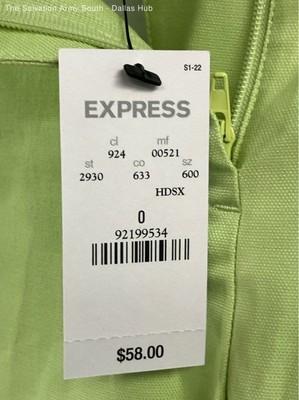 The Salvation Army South - Dallas Hub
S1-22
EXPRESS
cl mf
924 00521
st co sz
2930 633 600
HDSX
0
92199534
$58.00